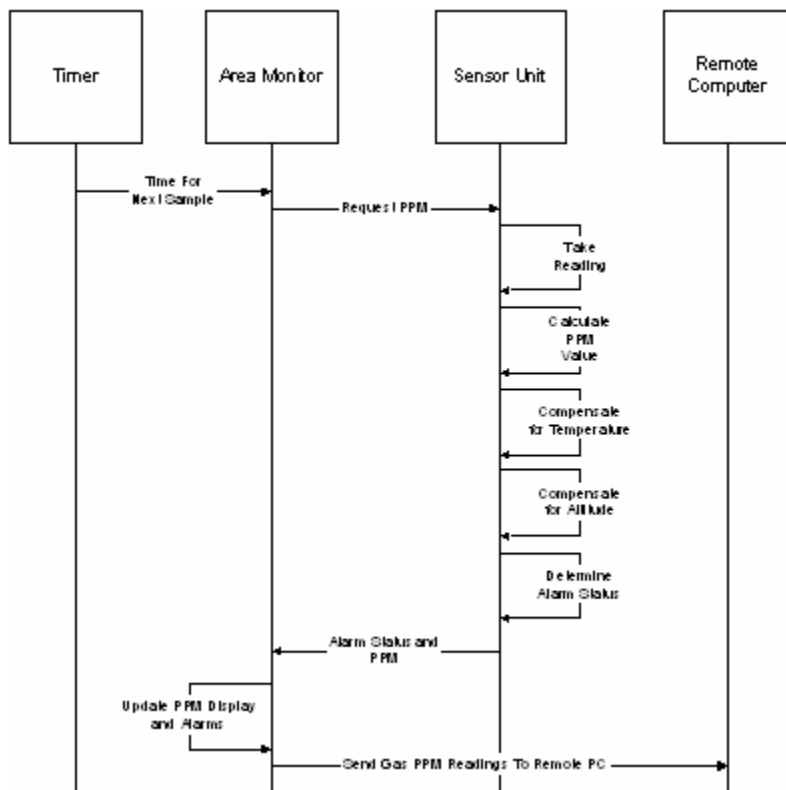 Timer
Area Monitor
Sensor Unit
Remote
Computer
Time For
Next Sample
Request PPM
Take
Reading
Calculate
PPM
Value
Compensate
for Temperature
Compensate
for Altitude
Determine
Alarm Status
Alarm Status and
PPM
Update PPM Display
and Alarms
Send Gas PPM Readings To Remote PC